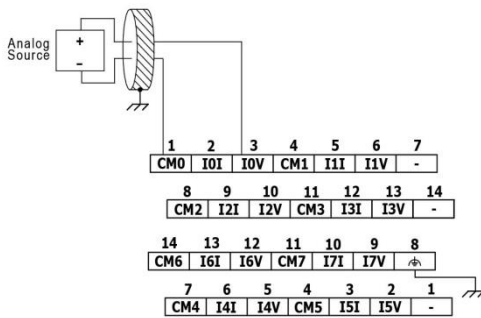 Analog
Source
+
-
1 2 3 4 5 6 7
CM0 I0I I0V CM1 I1I I1V -
8 9 10 11 12 13 14
CM2 I2I I2V CM3 I3I I3V -
14 13 12 11 10 9 8
CM6 I6I I6V CM7 I7I I7V
7 6 5 4 3 2 1
CM4 I4I I4V CM5 I5I I5V -